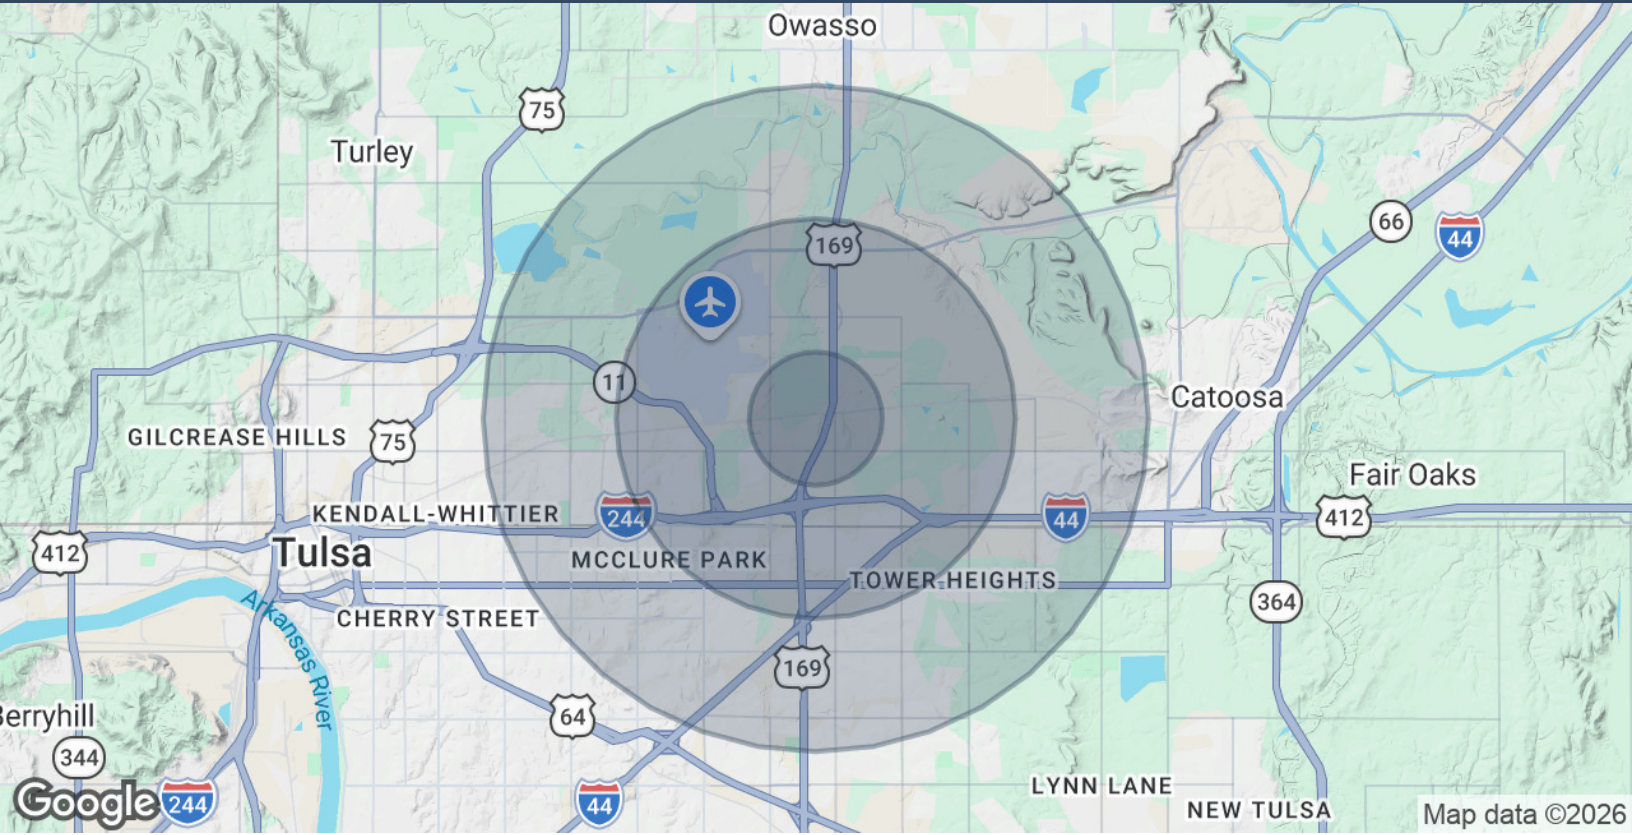 Owasso
75
Turley
66
169
44
11
Catoosa
GILCREASE HILLS
75
Fair Oaks
KENDALL-WHITTIER
244
44
412
412
Tulsa
MCCLURE PARK
TOWER HEIGHTS
Arkansas River
CHERRY STREET
364
169
Berryhill
64
344
LYNN LANE
Google
244
44
NEW TULSA
Map data ©2026